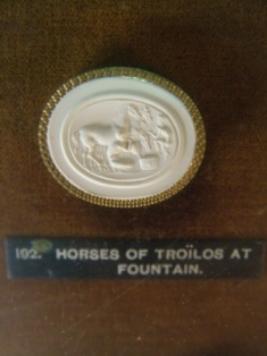 102. HORSES OF TROÏLOS AT
FOUNTAIN.